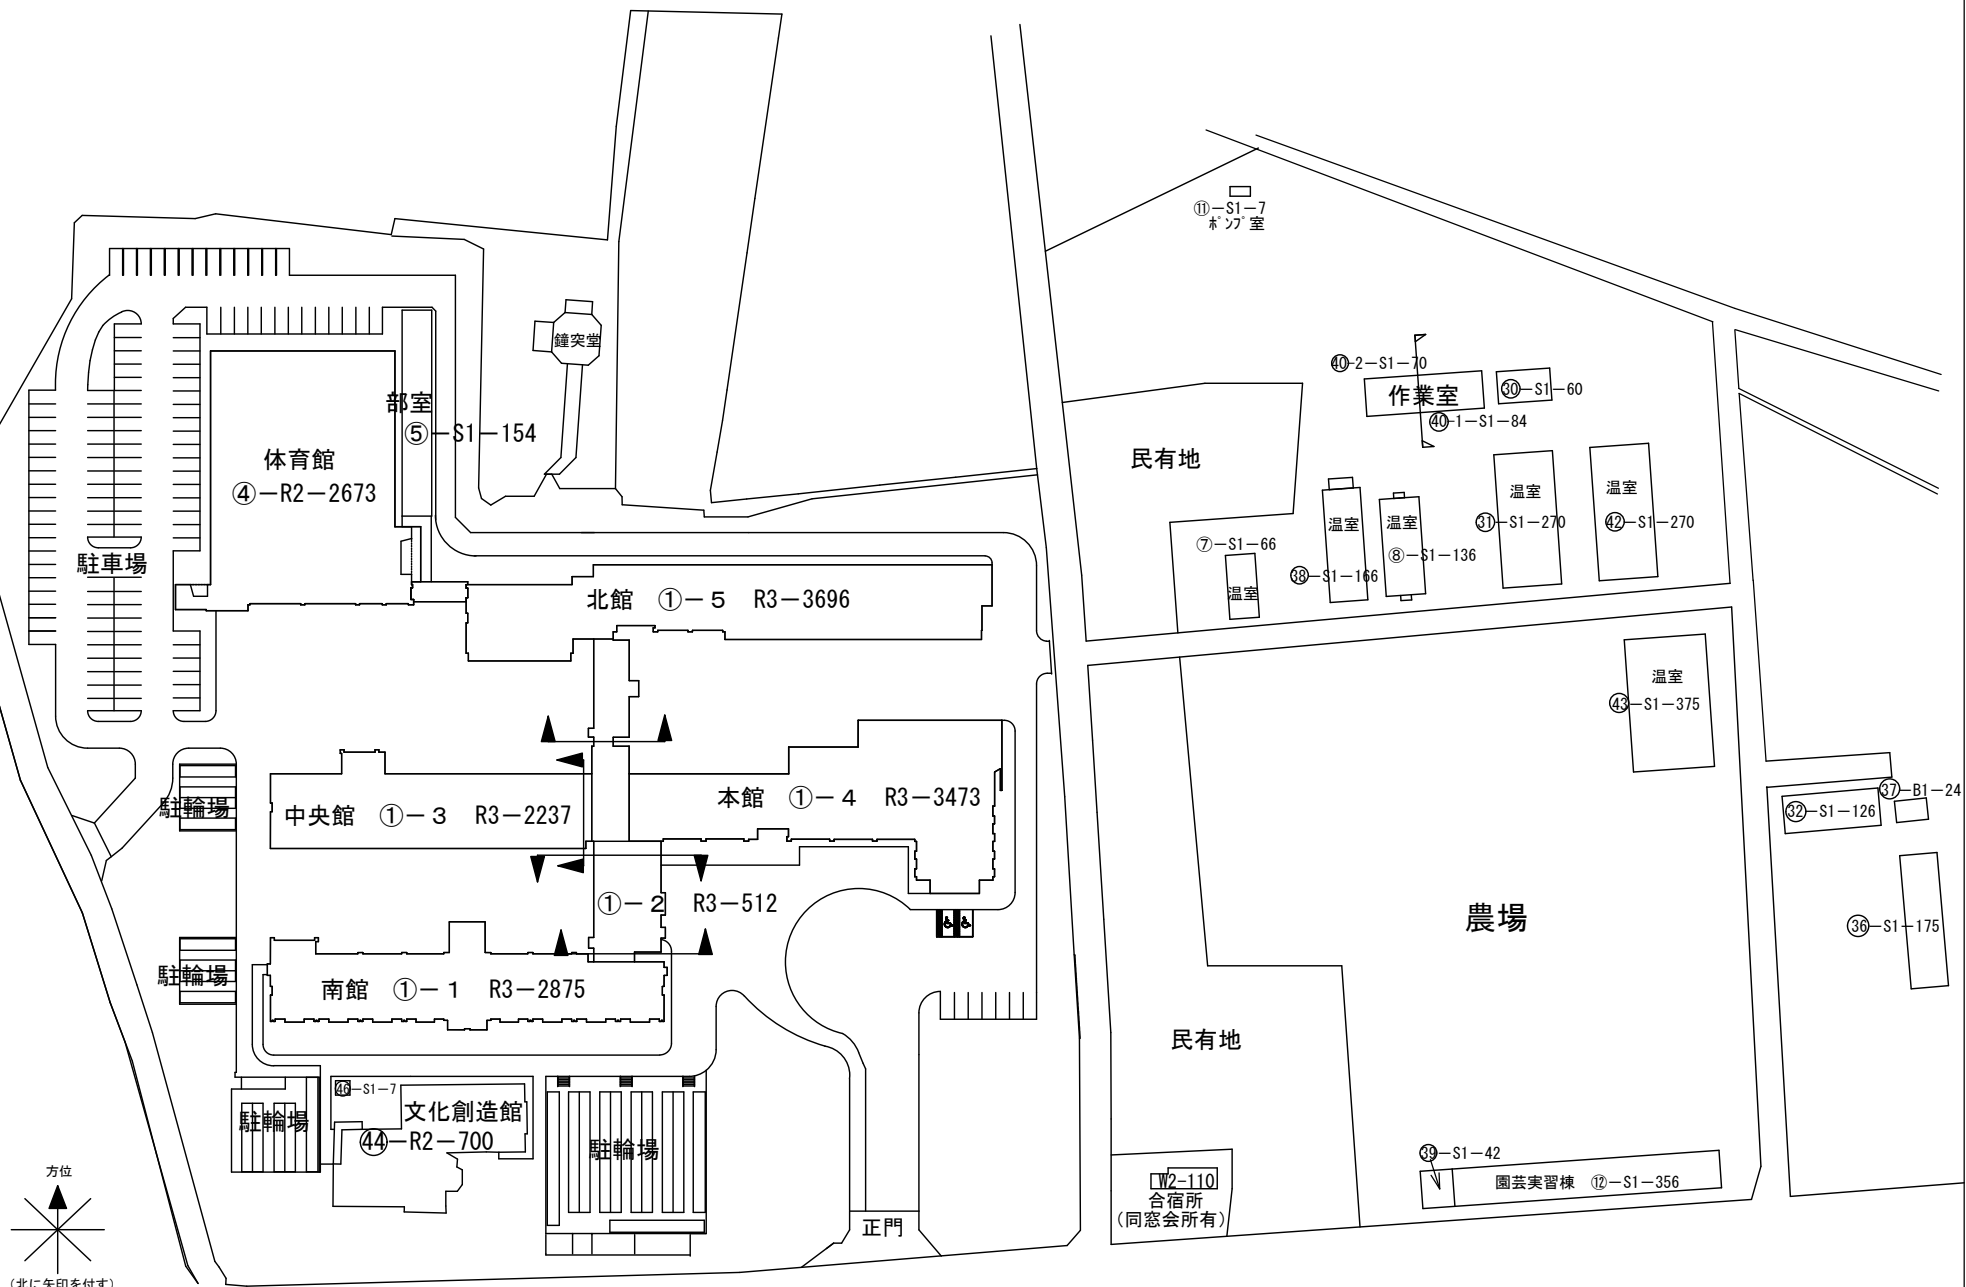 ⑪－S1－7
ﾎﾟﾝﾌﾟ室
鐘突堂
部室
⑤－S1－154
体育館
④－R2－2673
駐車場
北館　①－５　R3－3696
中央館　①－３　R3－2237
本館　①－４　R3－3473
①－２　R3－512
南館　①－１　R3－2875
駐輪場
駐輪場
駐輪場
㊻－S1－7
文化創造館
㊹－R2－700
駐輪場
正門
方位
(北に矢印を付す)
㊵-2－S1－70
作業室
㊵-1－S1－84
㉚－S1－60
民有地
⑦－S1－66
温室
温室
㊳－S1－166
温室
⑧－S1－136
温室
㉛－S1－270
温室
㊷－S1－270
温室
㊸－S1－375
㊲－B1－24
㉜－S1－126
㊱－S1－175
農場
民有地
W2-110
合宿所
(同窓会所有)
㊴－S1－42
園芸実習棟　⑫－S1－356